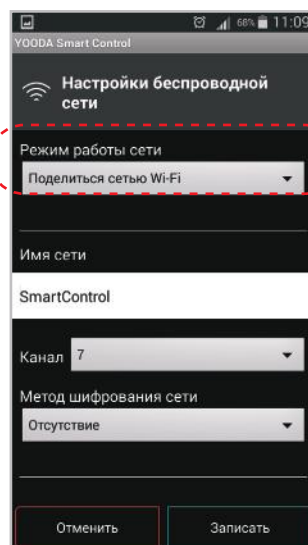 68% 11:09
YOODA Smart Control
Настройки беспроводной
сети
Режим работы сети
Поделиться сетью Wi-Fi
Имя сети
SmartControl
Канал 7
Метод шифрования сети
Отсутствие
Отменить Записать